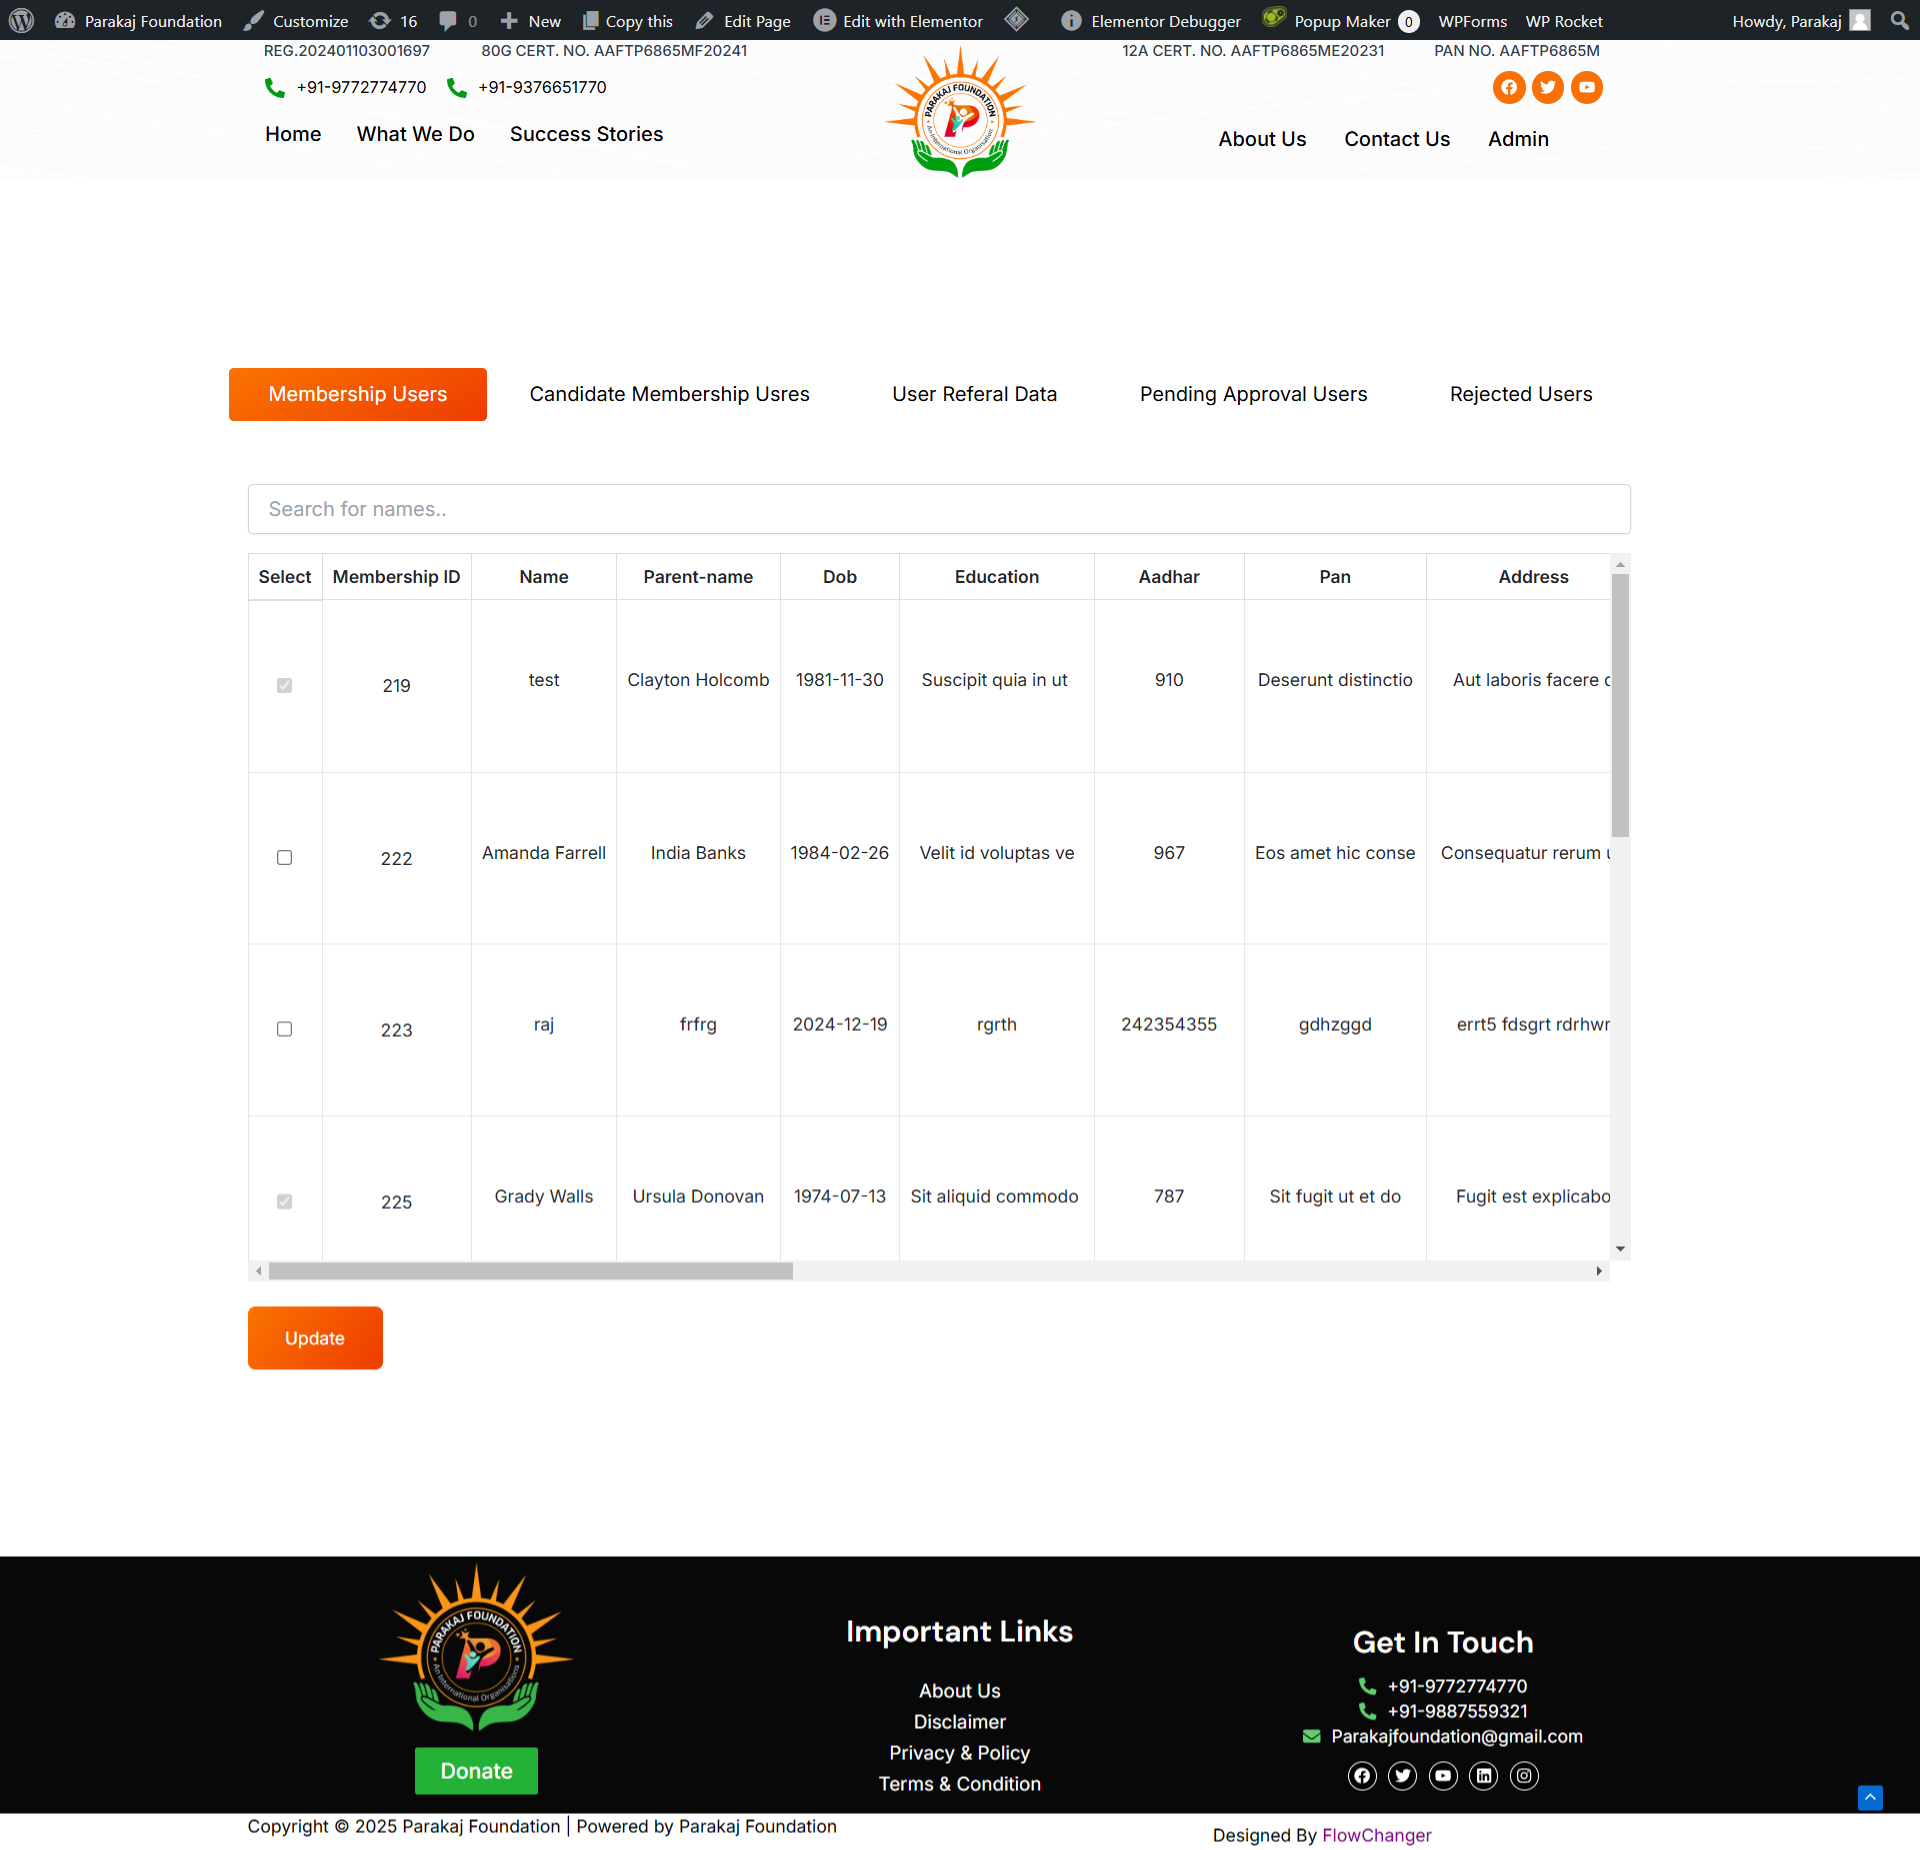 Parakaj Foundation Customize 16 0 New Copy this Edit Page Edit with Elementor Elementor Debugger Popup Maker 0 WPForms WP Rocket Howdy, Parakaj
REG.202401103001697 80G CERT. NO. AAFTP6865MF20241 12A CERT. NO. AAFTP6865ME20231 PAN NO. AAFTP6865M
+91-9772774770 +91-9376651770
PARAKAJ FOUNDATION
An International Organisation
Home What We Do Success Stories About Us Contact Us Admin
Membership Users Candidate Membership Usres User Referal Data Pending Approval Users Rejected Users
Search for names..
Select Membership ID Name Parent-name Dob Education Aadhar Pan Address
219 test Clayton Holcomb 1981-11-30 Suscipit quia in ut 910 Deserunt distinctio Aut laboris facere
222 Amanda Farrell India Banks 1984-02-26 Velit id voluptas ve 967 Eos amet hic conse Consequatur rerum
223 raj frfrg 2024-12-19 rgrth 242354355 gdhzggd errt5 fdsgrt rdrhwr
225 Grady Walls Ursula Donovan 1974-07-13 Sit aliquid commodo 787 Sit fugit ut et do Fugit est explicabo
Update
PARAKAJ FOUNDATION
An International Organisations
Donate
Important Links
About Us
Disclaimer
Privacy & Policy
Terms & Condition
Get In Touch
+91-9772774770
+91-9887559321
Parakajfoundation@gmail.com
Copyright © 2025 Parakaj Foundation | Powered by Parakaj Foundation
Designed By FlowChanger